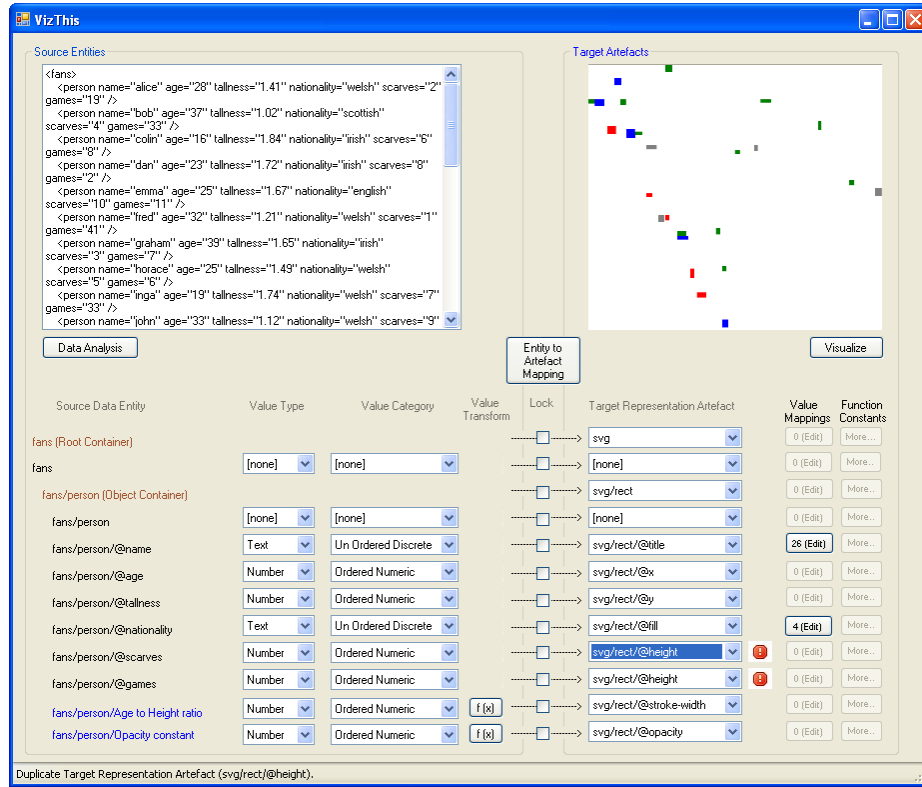 VizThis
Source Entities
Target Artefacts
<fans>
<person name="alice" age="28" tallness="1.41" nationality="welsh" scarves="2"
games="19" />
<person name="bob" age="37" tallness="1.02" nationality="scottish"
scarves="4" games="33" />
<person name="colin" age="16" tallness="1.84" nationality="irish" scarves="6"
games="8" />
<person name="dan" age="23" tallness="1.72" nationality="irish" scarves="8"
games="2" />
<person name="emma" age="25" tallness="1.67" nationality="english"
scarves="10" games="11" />
<person name="fred" age="32" tallness="1.21" nationality="welsh" scarves="1"
games="41" />
<person name="graham" age="39" tallness="1.65" nationality="irish"
scarves="3" games="7" />
<person name="horace" age="25" tallness="1.49" nationality="welsh"
scarves="5" games="6" />
<person name="inga" age="19" tallness="1.74" nationality="welsh" scarves="7"
games="33" />
<person name="john" age="33" tallness="1.12" nationality="welsh" scarves="9"
Data Analysis
Entity to
Artefact
Mapping
Visualize
Source Data Entity Value Type Value Category Value Transform Lock Target Representation Artefact Value Mappings Function Constants
fans (Root Container) svg 0 (Edit) More...
fans [none] [none] [none] 0 (Edit) More...
fans/person (Object Container) svg/rect 0 (Edit) More...
fans/person [none] [none] [none] 0 (Edit) More...
fans/person/@name Text Un Ordered Discrete svg/rect/@title 26 (Edit) More...
fans/person/@age Number Ordered Numeric svg/rect/@x 0 (Edit) More...
fans/person/@tallness Number Ordered Numeric svg/rect/@y 0 (Edit) More...
fans/person/@nationality Text Un Ordered Discrete svg/rect/@fill 4 (Edit) More...
fans/person/@scarves Number Ordered Numeric svg/rect/@height 0 (Edit) More...
fans/person/@games Number Ordered Numeric svg/rect/@height 0 (Edit) More...
fans/person/Age to Height ratio Number Ordered Numeric f (x) svg/rect/@stroke-width 0 (Edit) More...
fans/person/Opacity constant Number Ordered Numeric f (x) svg/rect/@opacity 0 (Edit) More...
Duplicate Target Representation Artefact (svg/rect/@height).